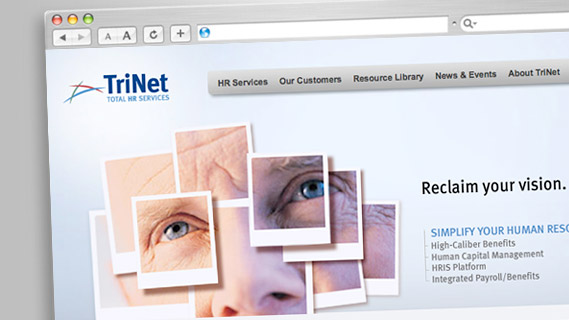 A A
TriNet
TOTAL HR SERVICES
HR Services Our Customers Resource Library News & Events About TriNet
Reclaim your vision.
SIMPLIFY YOUR HUMAN RESO
High-Caliber Benefits
Human Capital Management
HRIS Platform
Integrated Payroll/Benefits